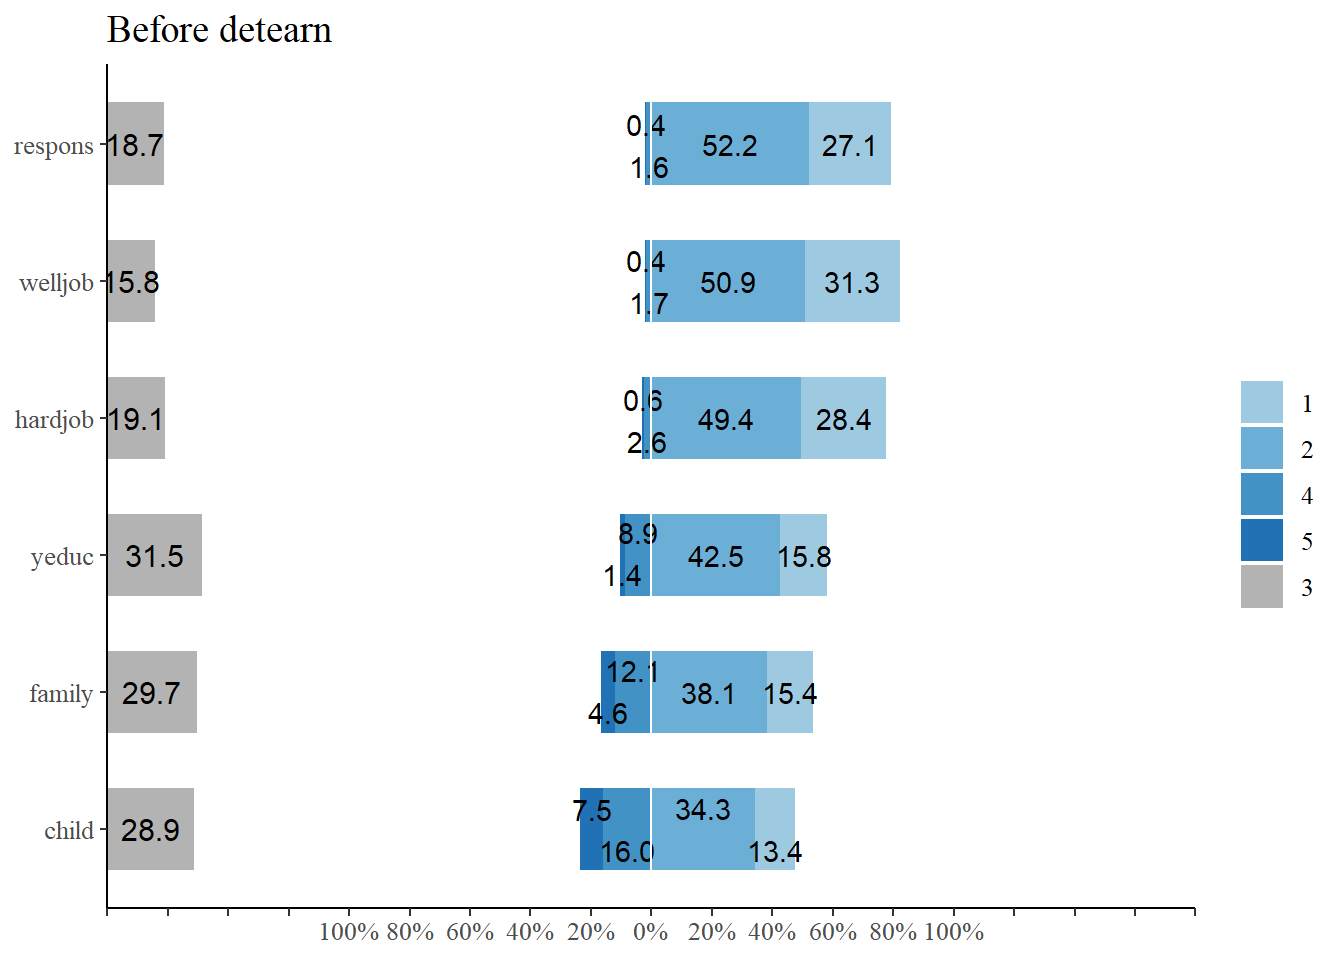 Before detearn
respons 18.7 0.4 1.6 52.2 27.1
welljob 15.8 0.4 1.7 50.9 31.3
hardjob 19.1 0.6 2.6 49.4 28.4
yeduc 31.5 8.9 1.4 42.5 15.8
family 29.7 12.1 4.6 38.1 15.4
child 28.9 7.5 16.0 34.3 13.4
100% 80% 60% 40% 20% 0% 20% 40% 60% 80% 100%
1
2
4
5
3